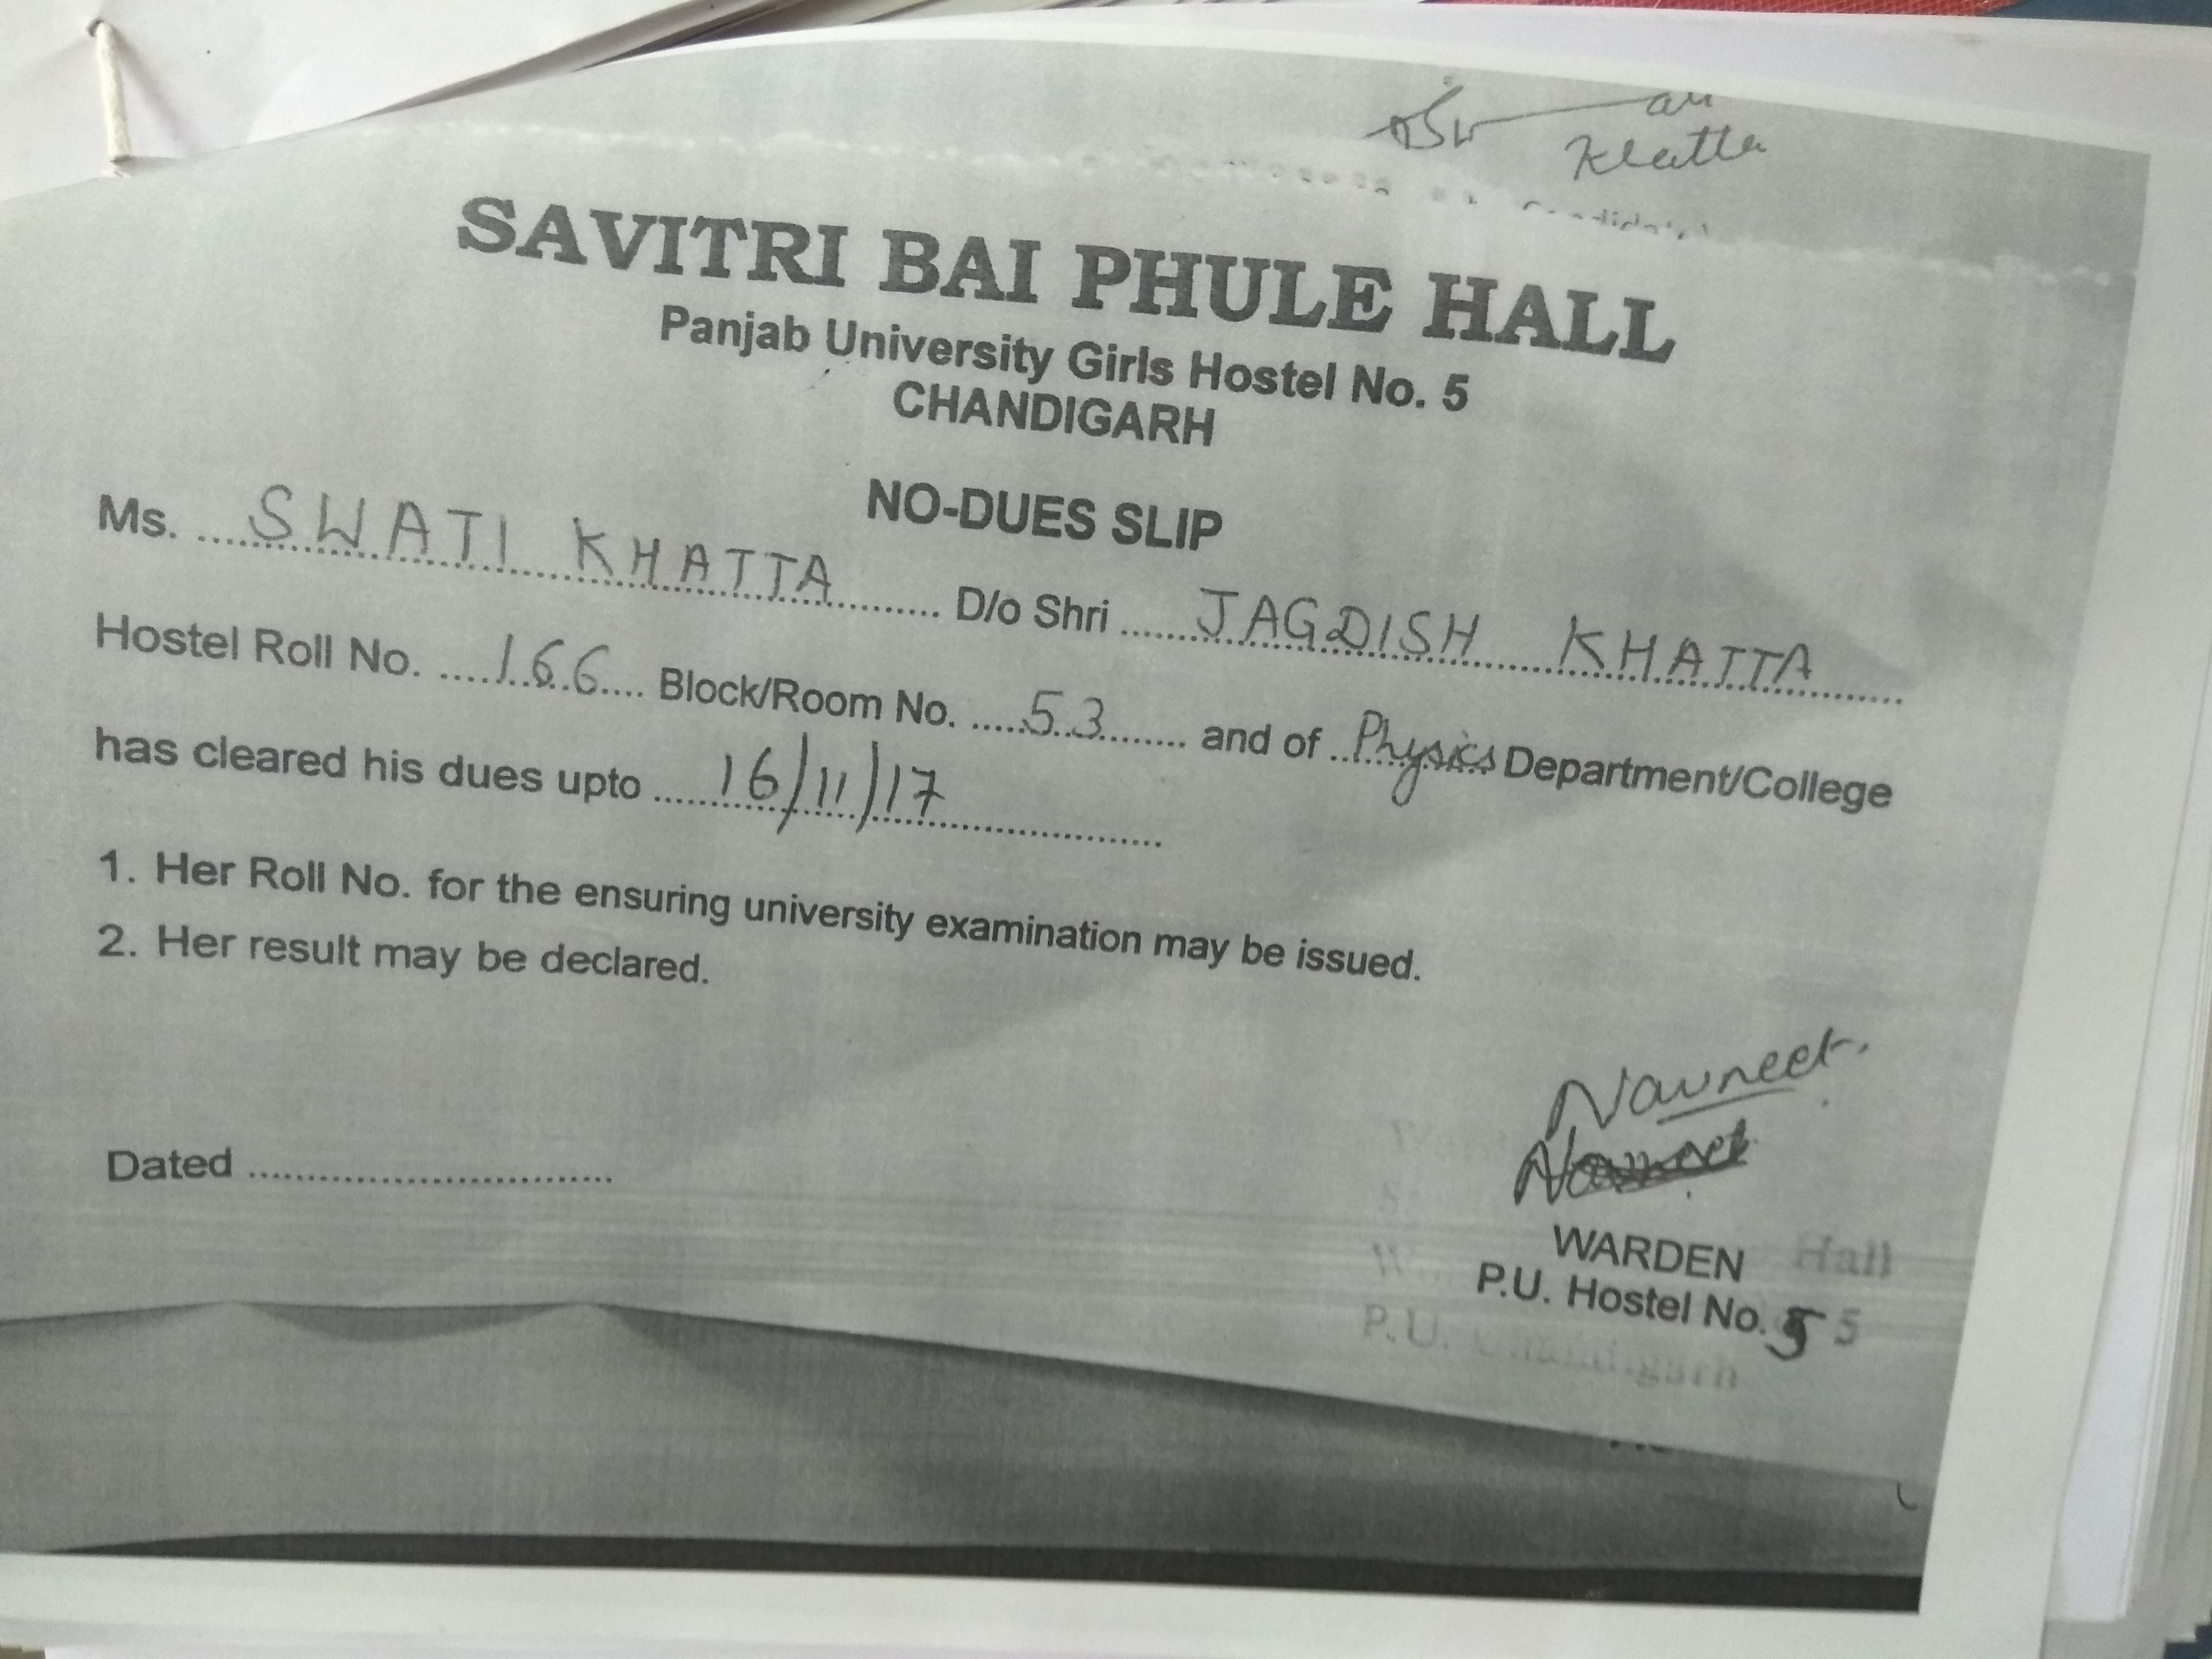 Khatta
SAVITRI BAI PHULE HALL
Panjab University Girls Hostel No. 5
CHANDIGARH
NO-DUES SLIP
Ms. SWATI KHATTA D/o Shri JAGDISH KHATTA
Hostel Roll No. 166 Block/Room No. 53 and of Physics Department/College
has cleared his dues upto 16/11/17
1. Her Roll No. for the ensuring university examination may be issued.
2. Her result may be declared.
Navneet.
Dated
WARDEN
Hall
P.U. Hostel No. 5
5
P.U. Chandigarh